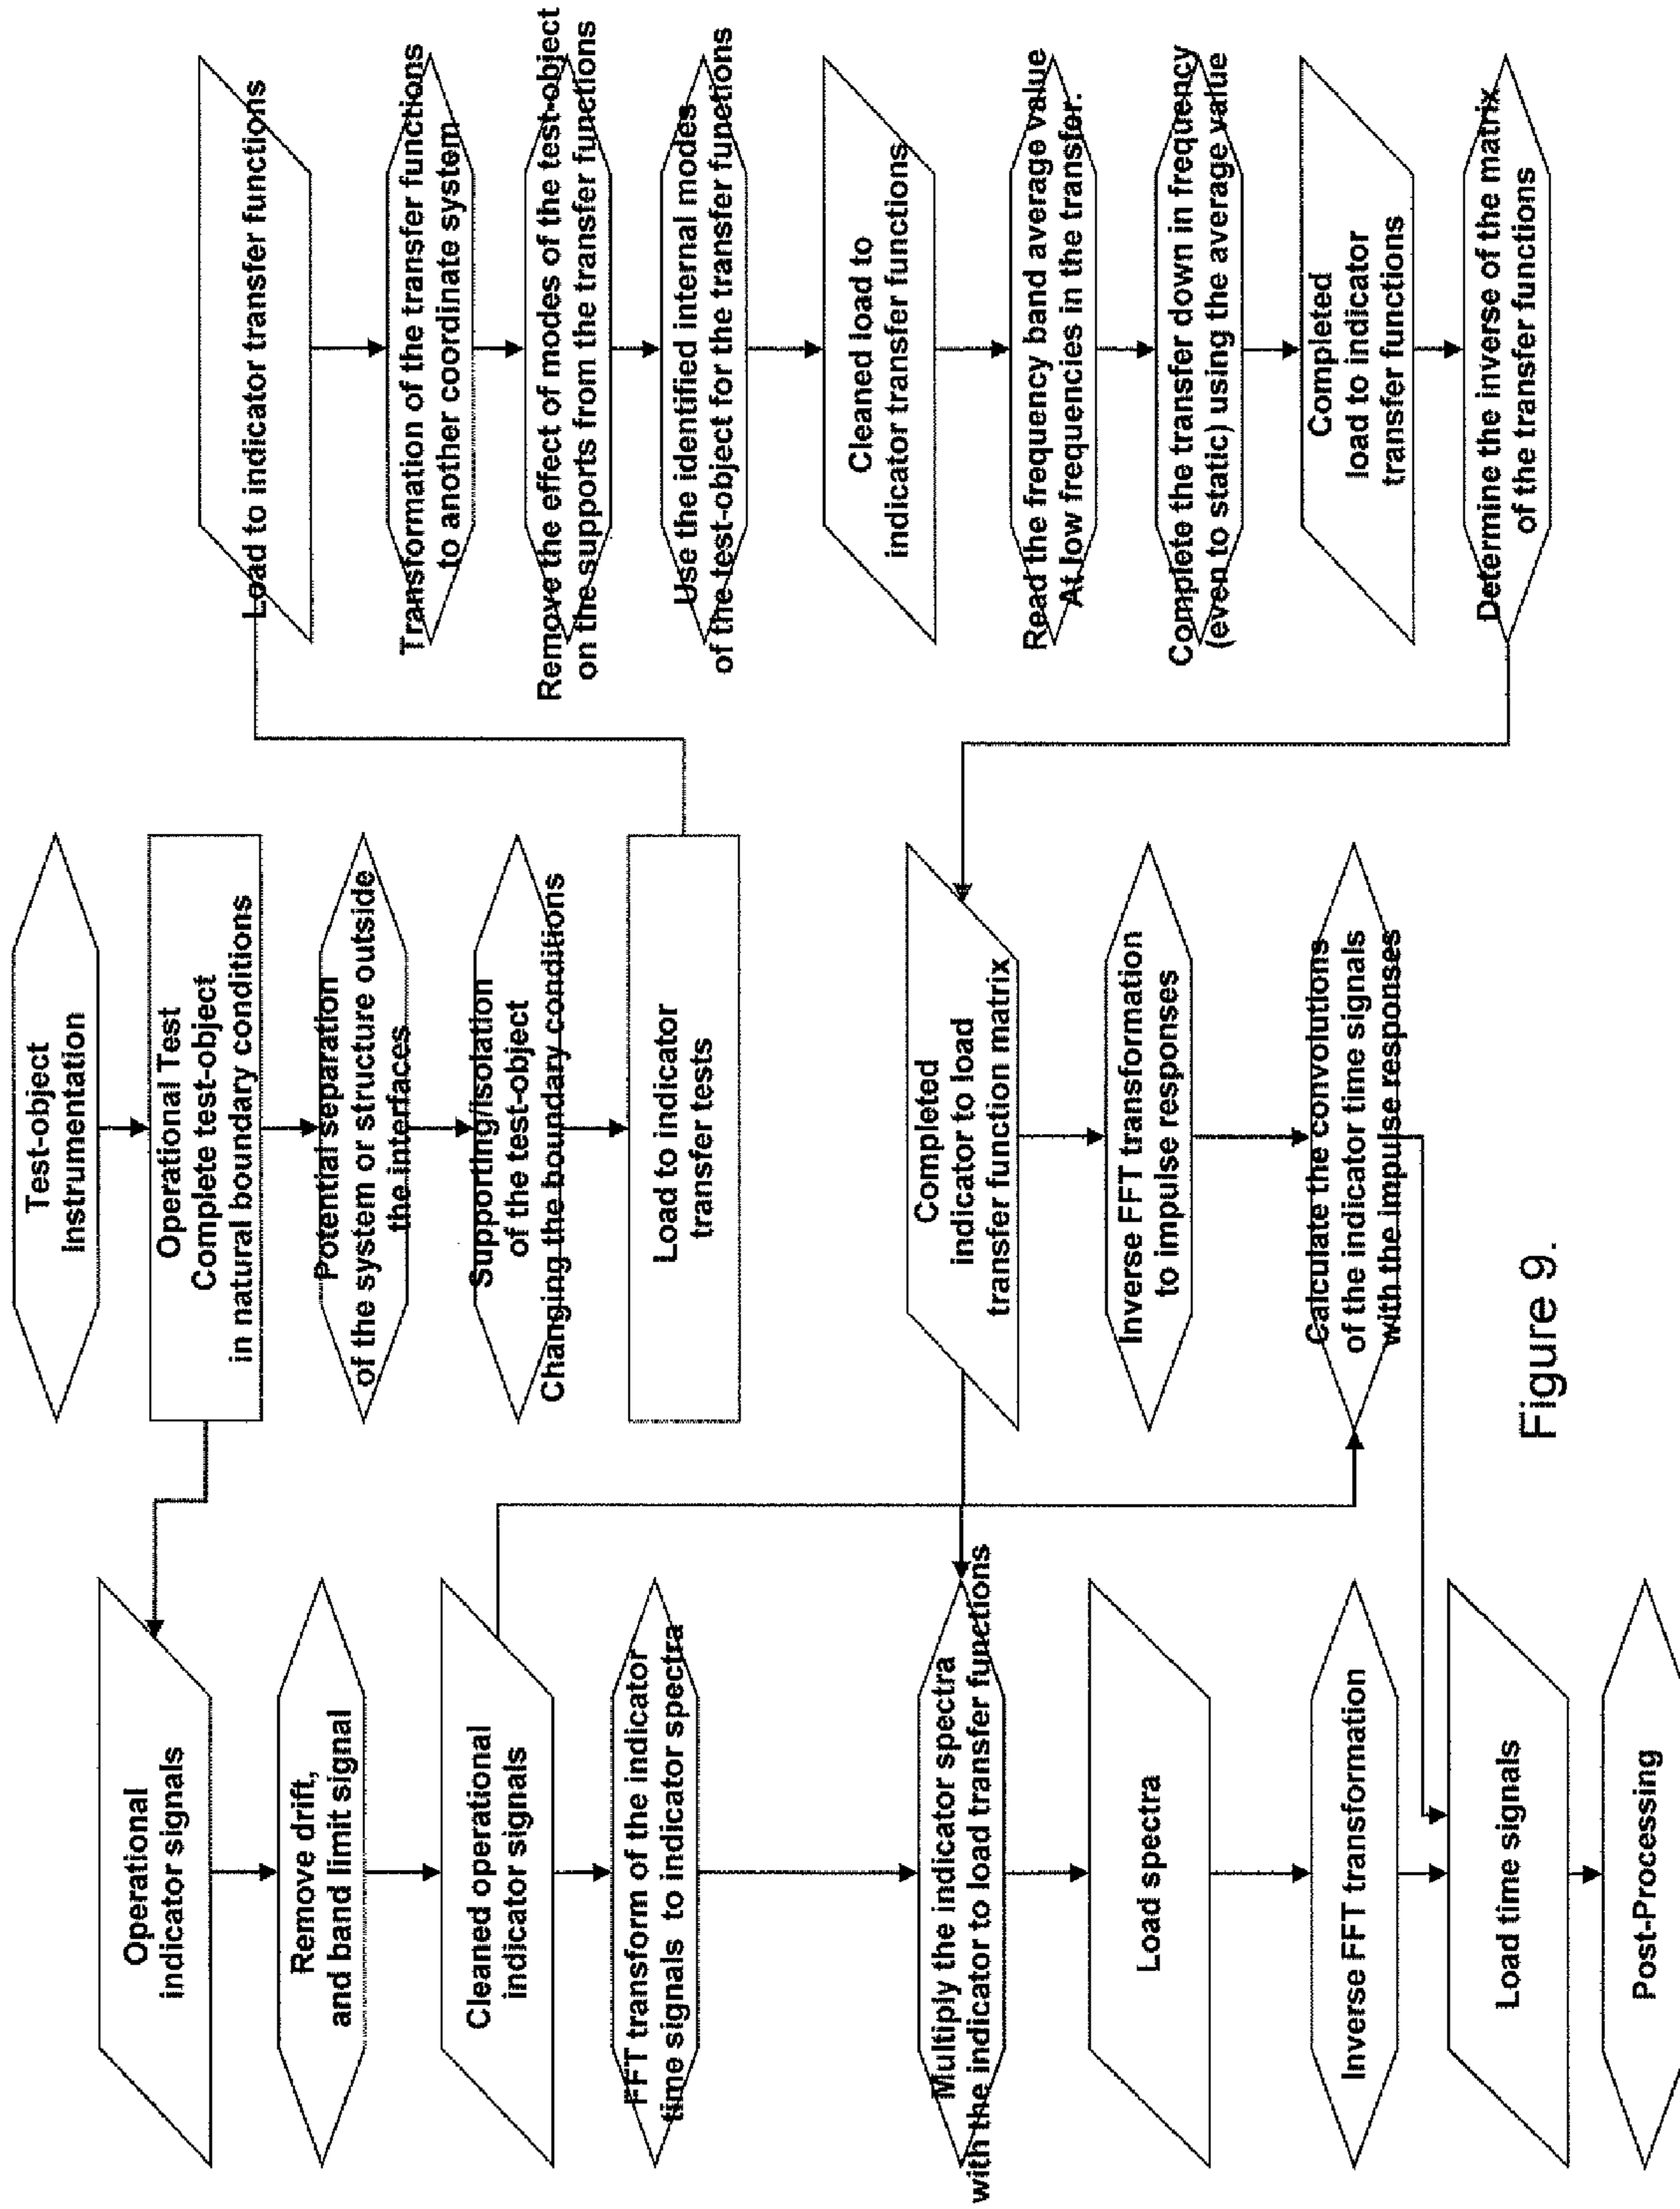 Operational
indicator signals
Remove drift,
and band limit signal
Cleaned operational
indicator signals
FFT transform of the indicator
time signals to indicator spectra
Multiply the indicator spectra
with the indicator to load transfer functions
Load spectra
Inverse FFT transformation
Load time signals
Post-Processing
Test-object
Instrumentation
Operational Test
Complete test-object
in natural boundary conditions
Potential separation
of the system or structure outside
the interfaces
Supporting/Isolation
of the test-object
Changing the boundary conditions
Load to indicator
transfer tests
Completed
indicator to load
transfer function matrix
Inverse FFT transformation
to impulse responses
Calculate the convolutions
of the indicator time signals
with the impulse responses
Load to indicator transfer functions
Transformation of the transfer functions
to another coordinate system
Remove the effect of modes of the test-object
on the supports from the transfer functions
Use the identified internal modes
of the test-object for the transfer functions
Cleaned load to
indicator transfer functions
Read the frequency band average value
At low frequencies in the transfer.
Complete the transfer down in frequency
(even to static) using the average value
Completed
load to indicator
transfer functions
Determine the inverse of the matrix
of the transfer functions
Figure 9.